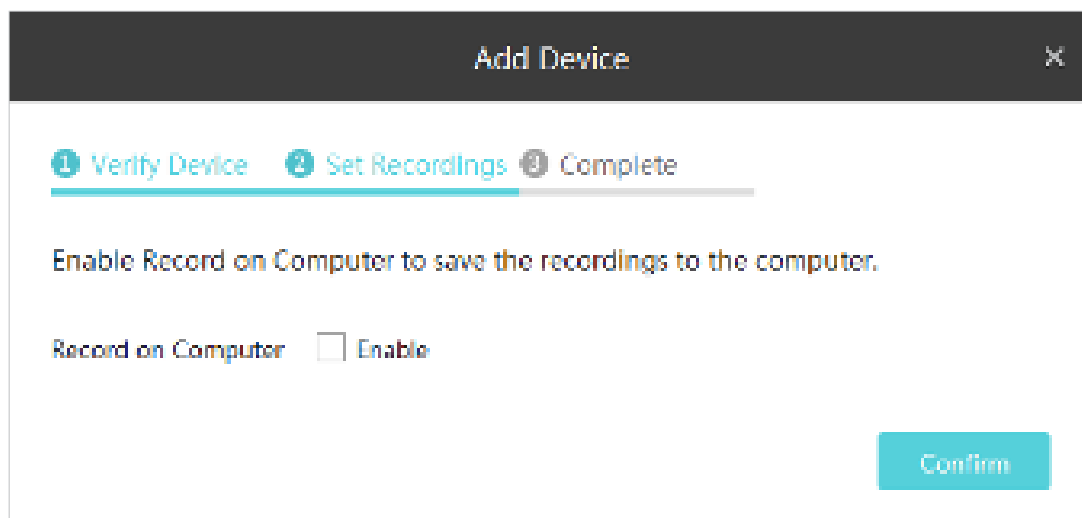 Add Device
1 Verify Device 2 Set Recordings 3 Complete
Enable Record on Computer to save the recordings to the computer.
Record on Computer Enable
Confirm